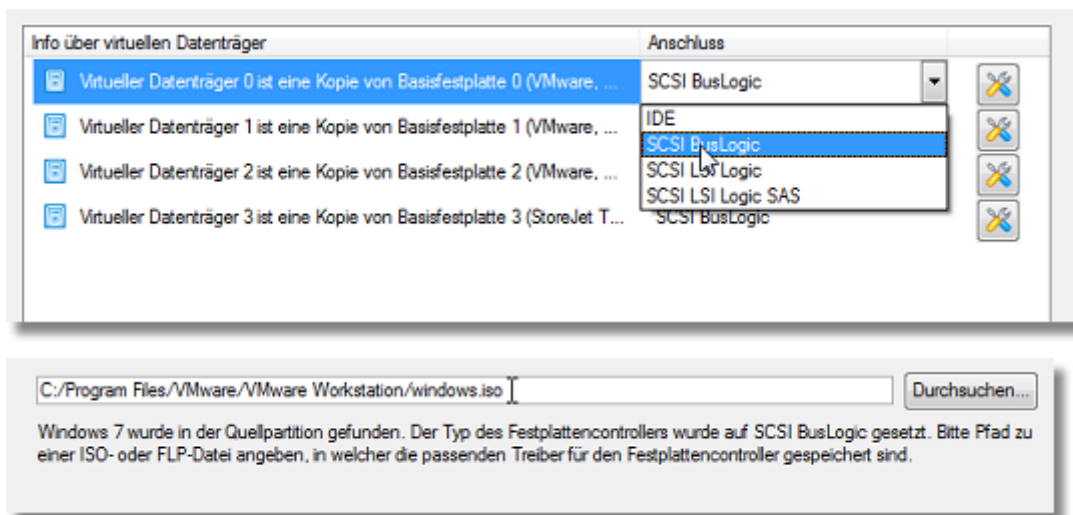 Info über virtuellen Datenträger Anschluss
Virtueller Datenträger 0 ist eine Kopie von Basisfestplatte 0 (VMware, ... SCSI BusLogic
IDE
Virtueller Datenträger 1 ist eine Kopie von Basisfestplatte 1 (VMware, ...
SCSI BusLogic
SCSI LSI Logic
Virtueller Datenträger 2 ist eine Kopie von Basisfestplatte 2 (VMware, ...
SCSI LSI Logic SAS
Virtueller Datenträger 3 ist eine Kopie von Basisfestplatte 3 (StoreJet T... SCSI BusLogic
C:/Program Files/VMware/VMware Workstation/windows.iso Durchsuchen...
Windows 7 wurde in der Quellpartition gefunden. Der Typ des Festplattencontrollers wurde auf SCSI BusLogic gesetzt. Bitte Pfad zu
einer ISO- oder FLP-Datei angeben, in welcher die passenden Treiber für den Festplattencontroller gespeichert sind.